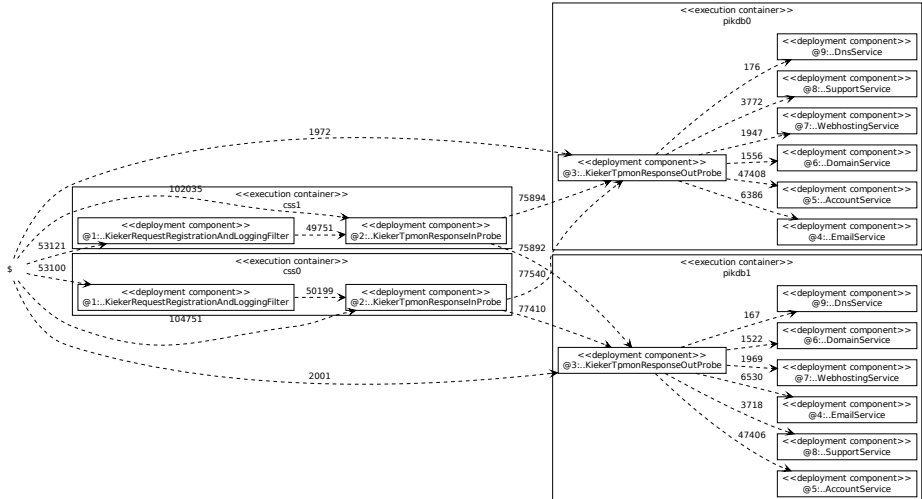 <<execution container>>
pikdb0
<<deployment component>>
@9:..DnsService
176
<<deployment component>>
@8:..SupportService
3772
<<deployment component>>
@7:..WebhostingService
1947
<<deployment component>>
@6:..DomainService
1556
<<deployment component>>
@3:..KiekerTpmonResponseOutProbe
47408
<<deployment component>>
@5:..AccountService
6386
<<deployment component>>
@4:..EmailService
1972
<<execution container>>
css1
102035
<<deployment component>>
@1:..KiekerRequestRegistrationAndLoggingFilter
49751
<<deployment component>>
@2:..KiekerTpmonResponseInProbe
75894
53121
75892
$
53100
<<execution container>>
css0
<<deployment component>>
@1:..KiekerRequestRegistrationAndLoggingFilter
50199
<<deployment component>>
@2:..KiekerTpmonResponseInProbe
77540
77410
104751
2001
<<execution container>>
pikdb1
<<deployment component>>
@9:..DnsService
167
<<deployment component>>
@6:..DomainService
1522
<<deployment component>>
@3:..KiekerTpmonResponseOutProbe
1969
<<deployment component>>
@7:..WebhostingService
6530
<<deployment component>>
@4:..EmailService
3718
<<deployment component>>
@8:..SupportService
47406
<<deployment component>>
@5:..AccountService